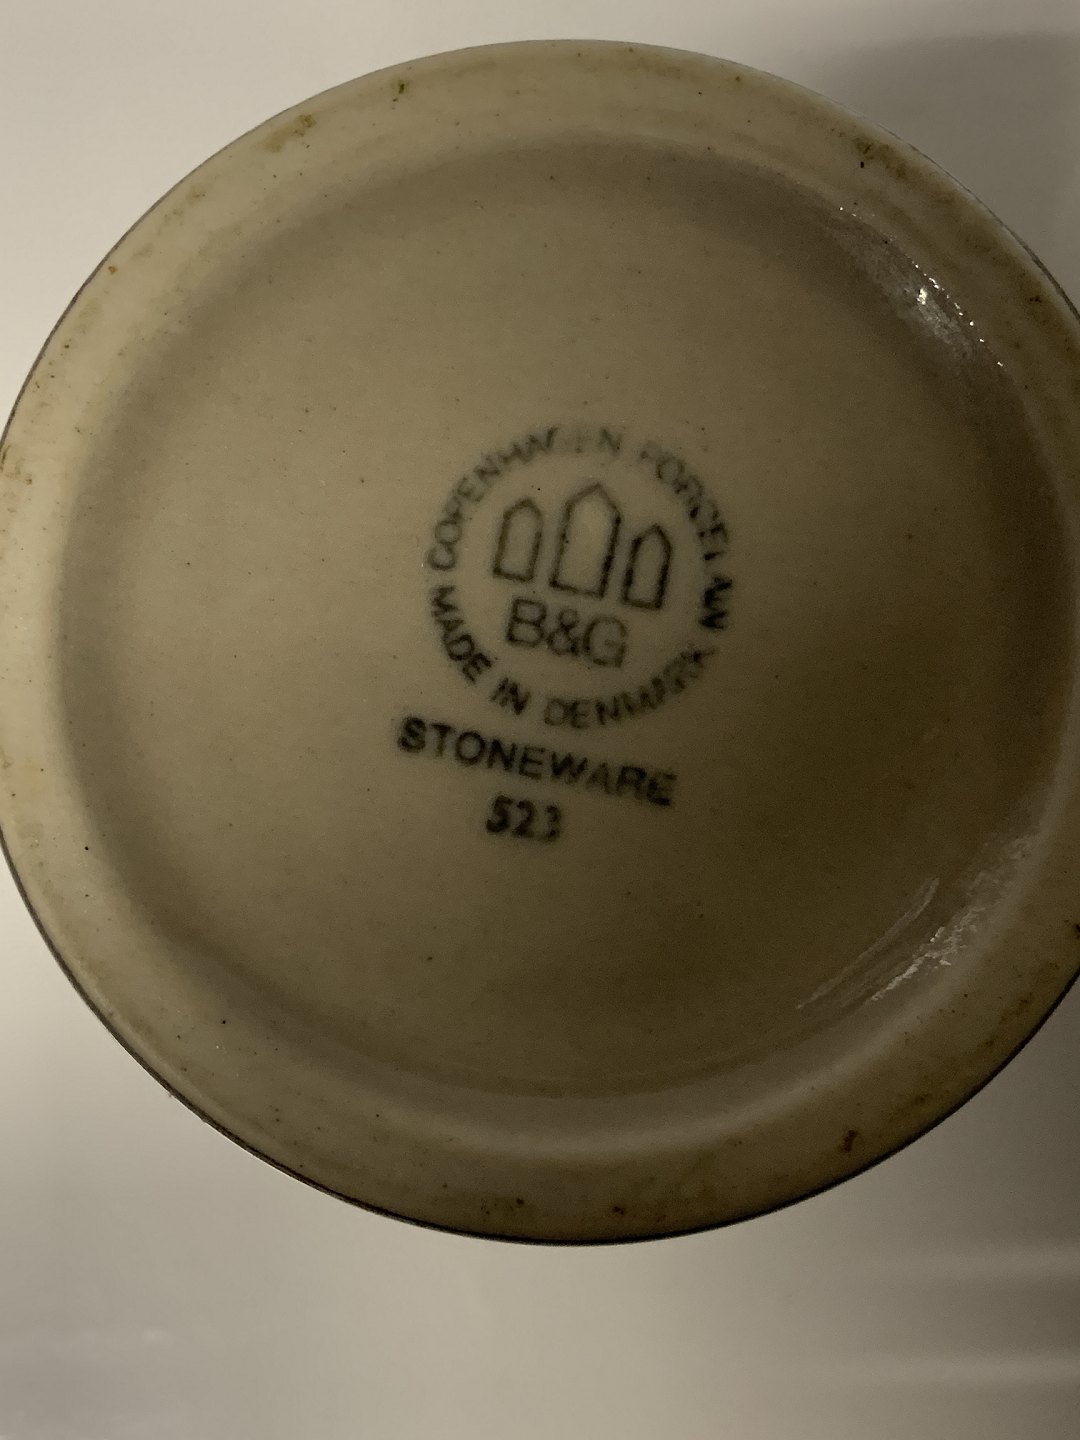 COPENHAGEN PORCELAIN
B&G
MADE IN DENMARK
STONEWARE
523